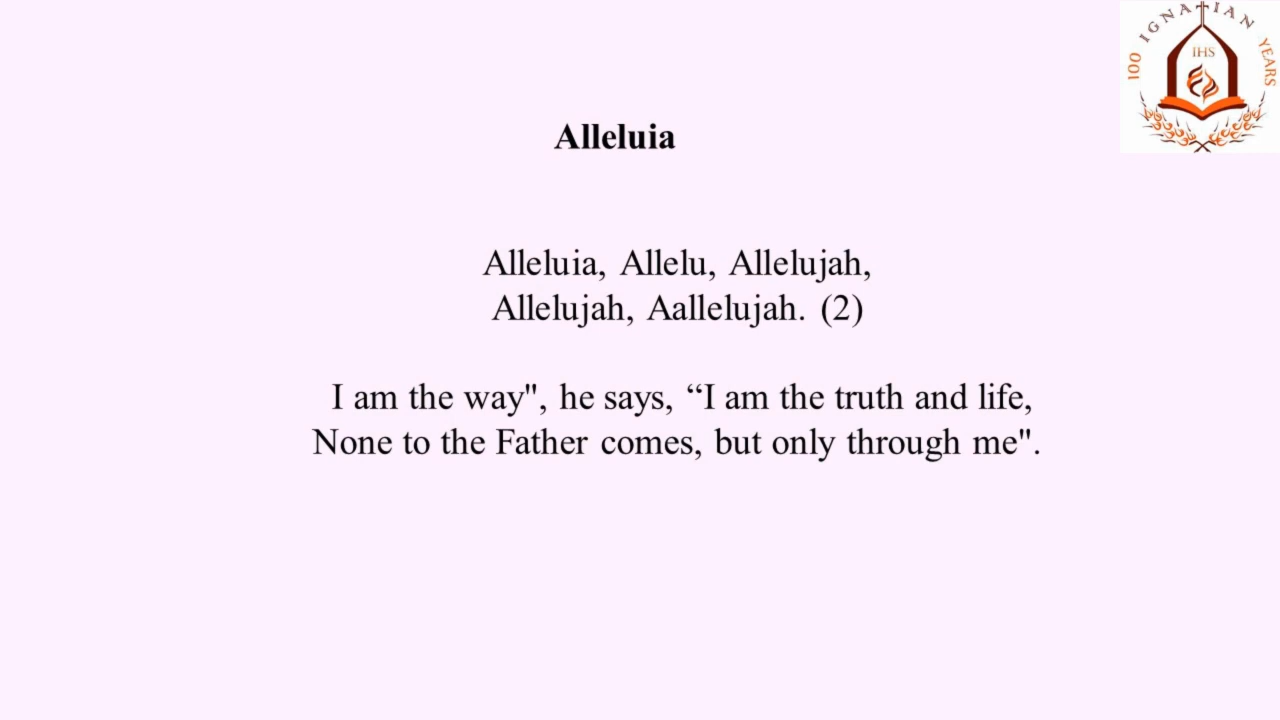 100 IGNATIAN YEARS
IHS
Alleluia
Alleluia, Allelu, Allelujah,
Allelujah, Aallelujah. (2)
I am the way", he says, “I am the truth and life,
None to the Father comes, but only through me".